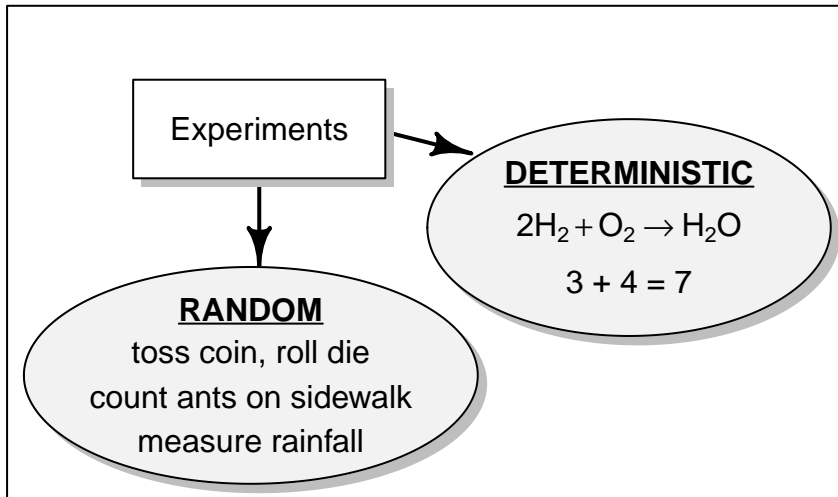 Experiments
DETERMINISTIC
2H₂ + O₂ → H₂O
3 + 4 = 7
RANDOM
toss coin, roll die
count ants on sidewalk
measure rainfall